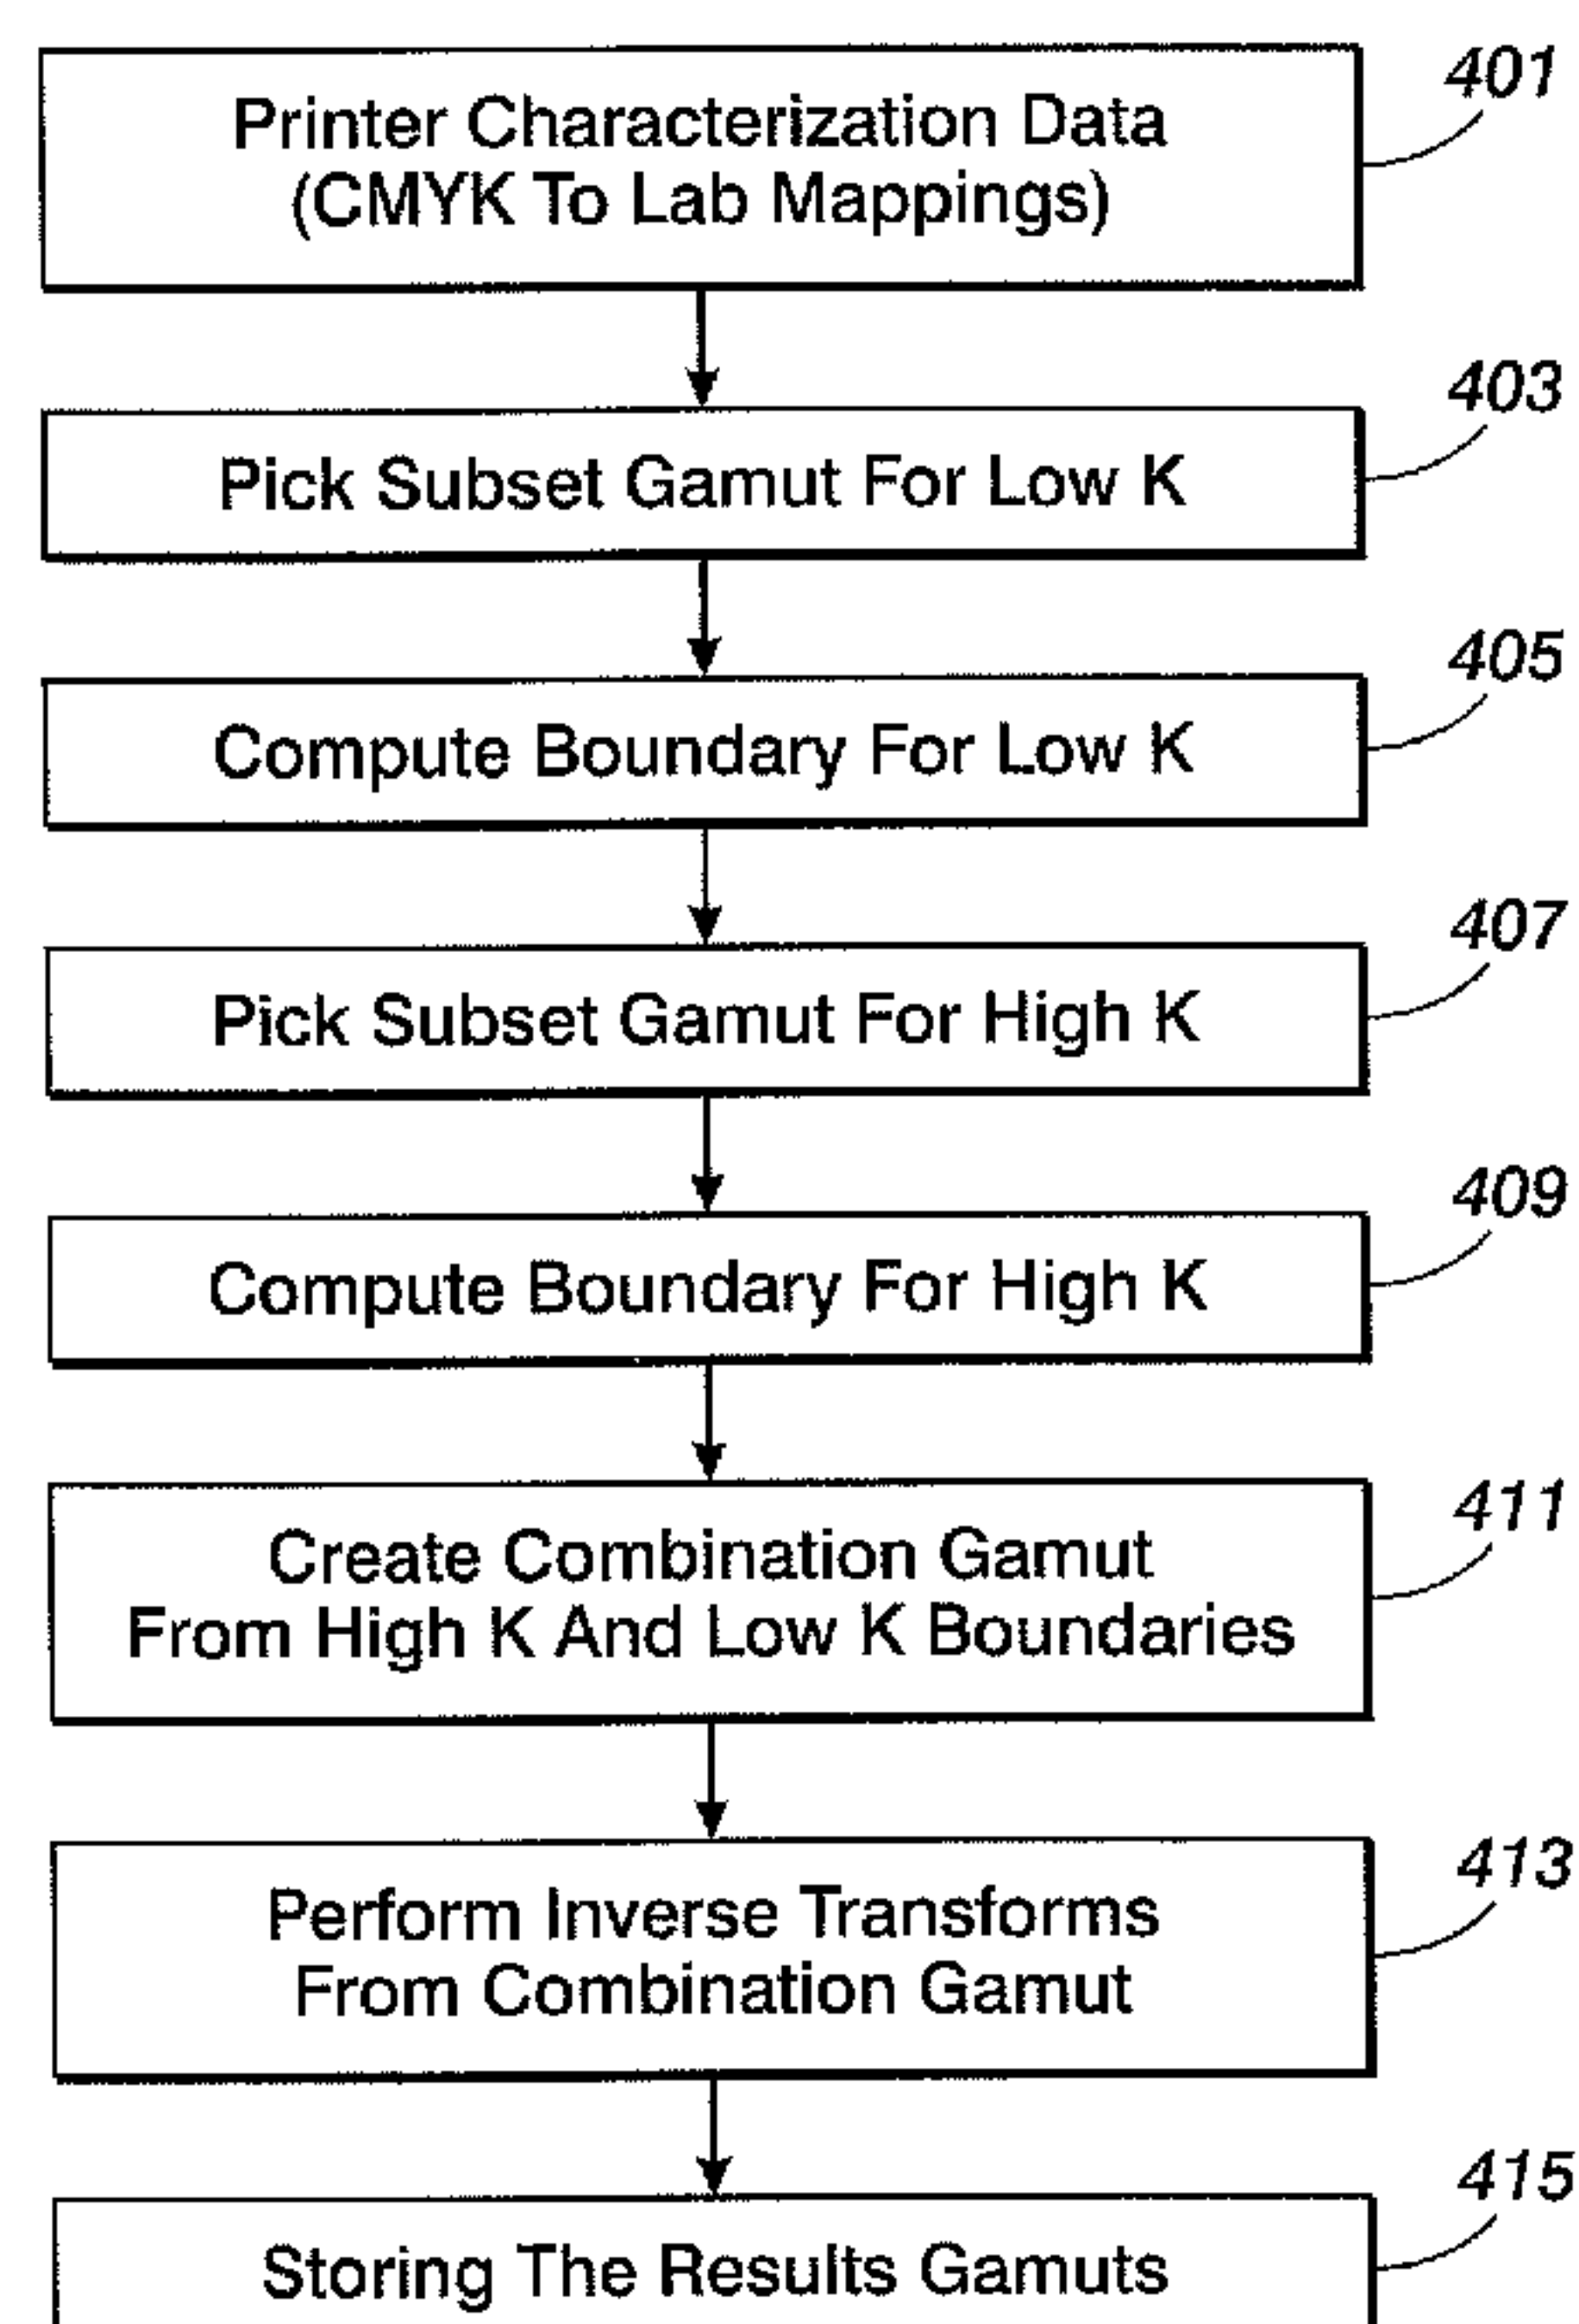 401
Printer Characterization Data
(CMYK To Lab Mappings)
403
Pick Subset Gamut For Low K
405
Compute Boundary For Low K
407
Pick Subset Gamut For High K
409
Compute Boundary For High K
411
Create Combination Gamut
From High K And Low K Boundaries
413
Perform Inverse Transforms
From Combination Gamut
415
Storing The Results Gamuts